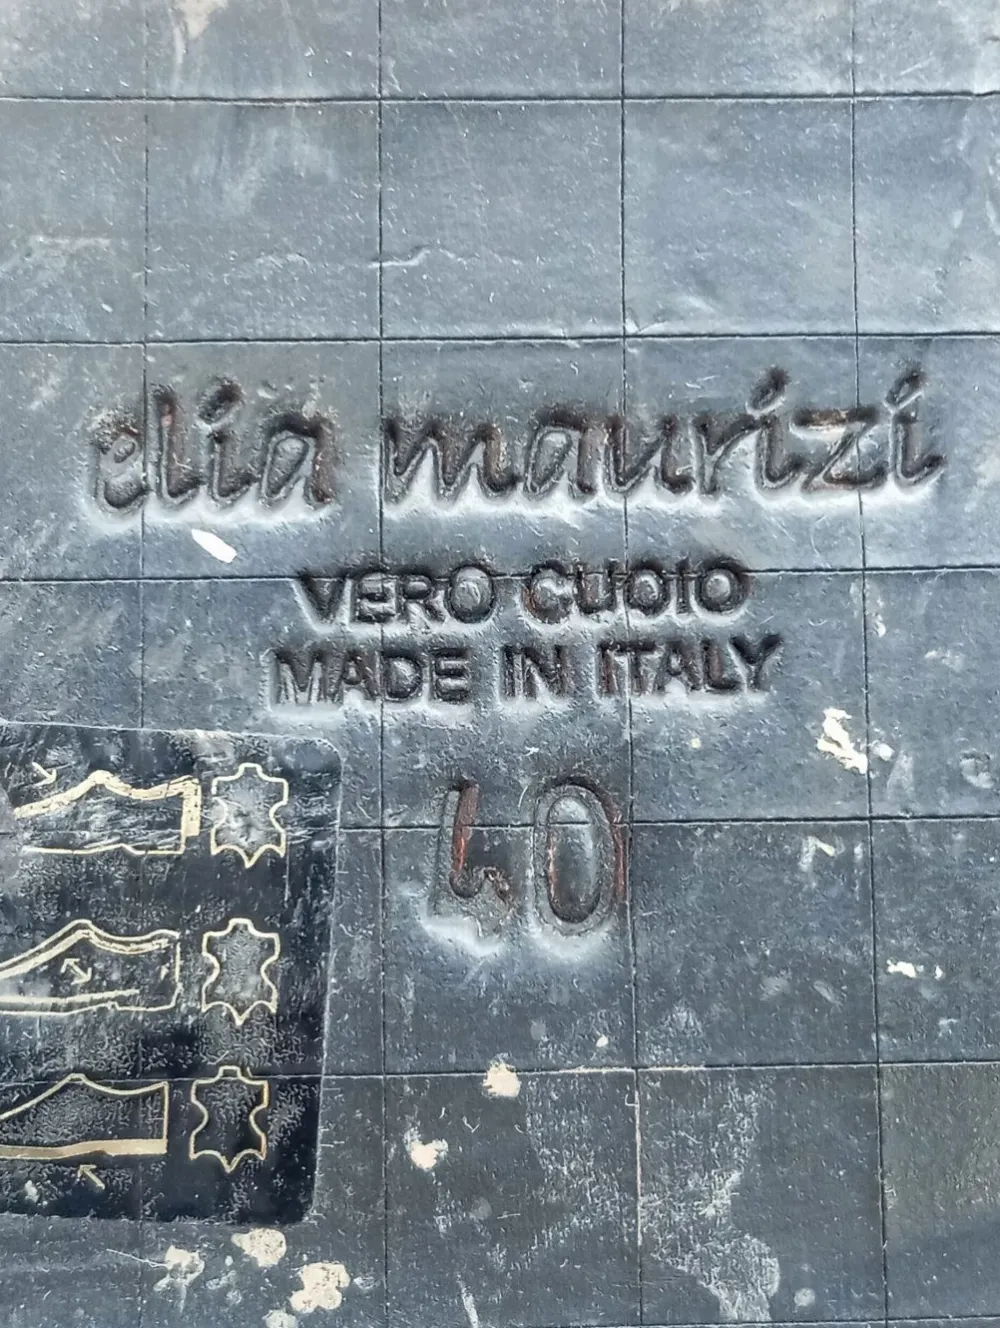 elia maurizi
VERO CUOIO
MADE IN ITALY
40